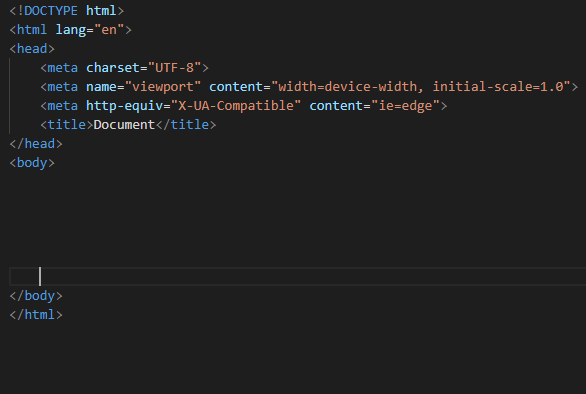 <!DOCTYPE html>
<html lang="en">
<head>
    <meta charset="UTF-8">
    <meta name="viewport" content="width=device-width, initial-scale=1.0">
    <meta http-equiv="X-UA-Compatible" content="ie=edge">
    <title>Document</title>
</head>
<body>
</body>
</html>